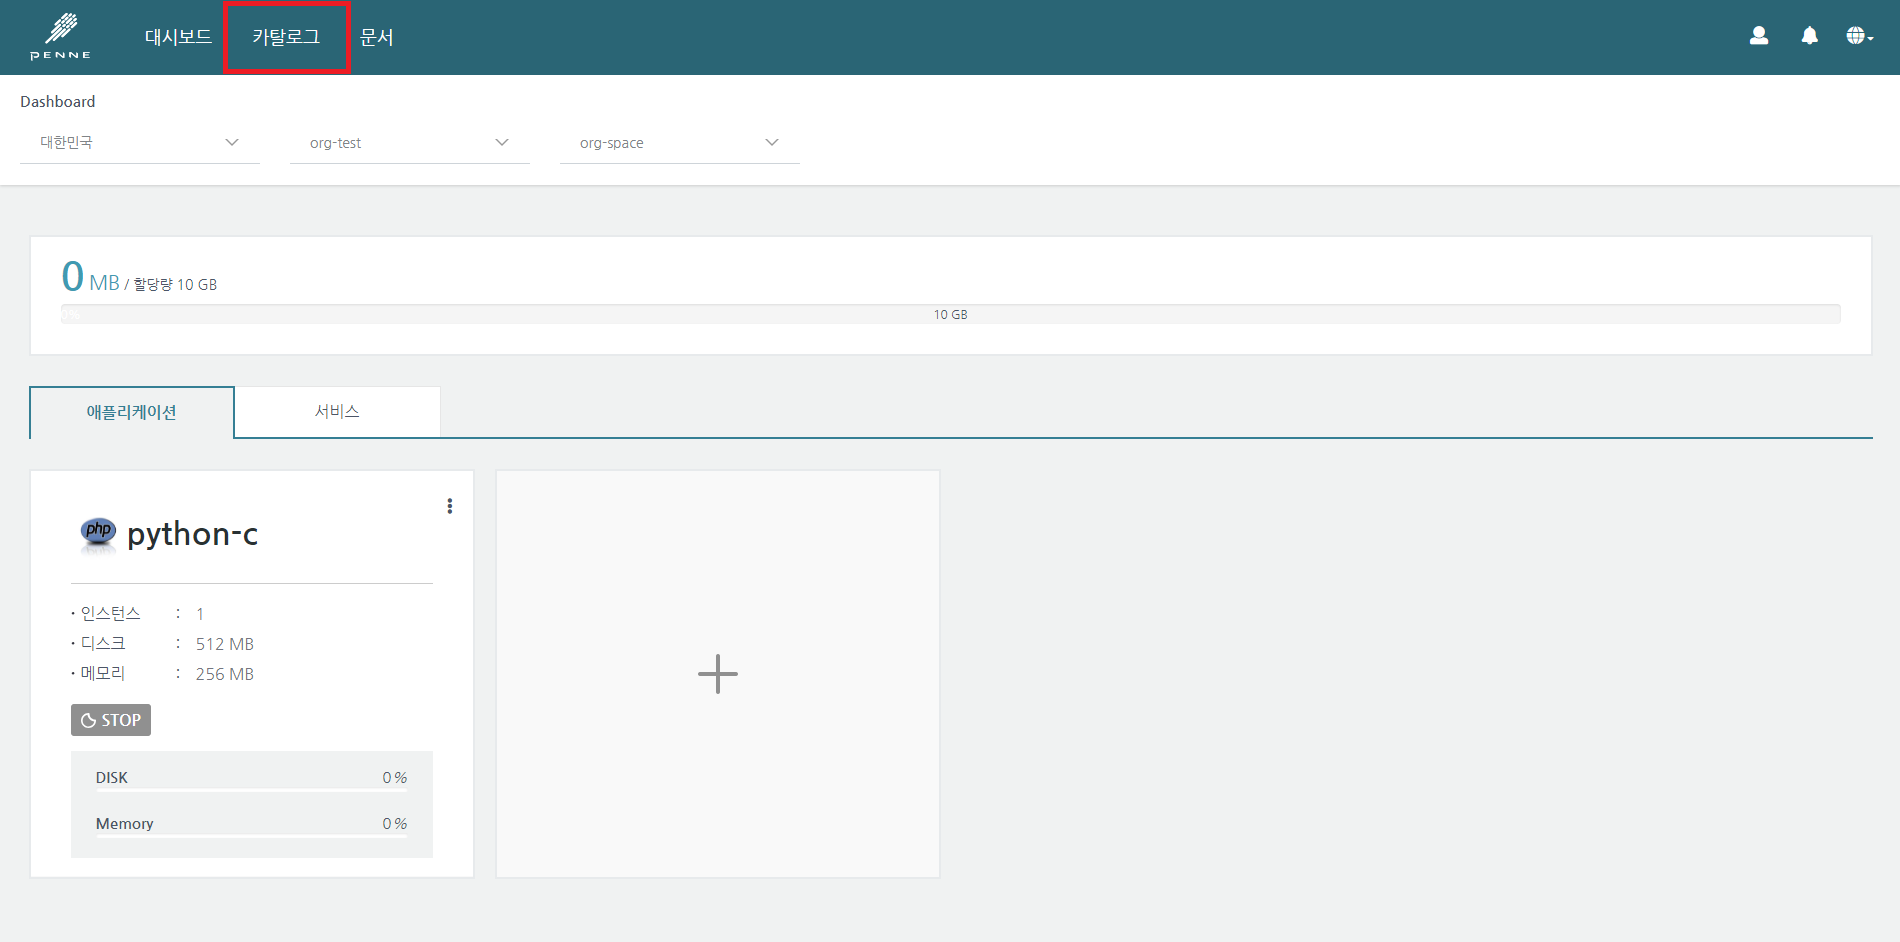 PENNE
대시보드 카탈로그 문서
Dashboard
대한민국 org-test org-space
0 MB / 할당량 10 GB
0% 10 GB
애플리케이션 서비스
php python-c
· 인스턴스 : 1
· 디스크 : 512 MB
· 메모리 : 256 MB
STOP
DISK 0 %
Memory 0 %